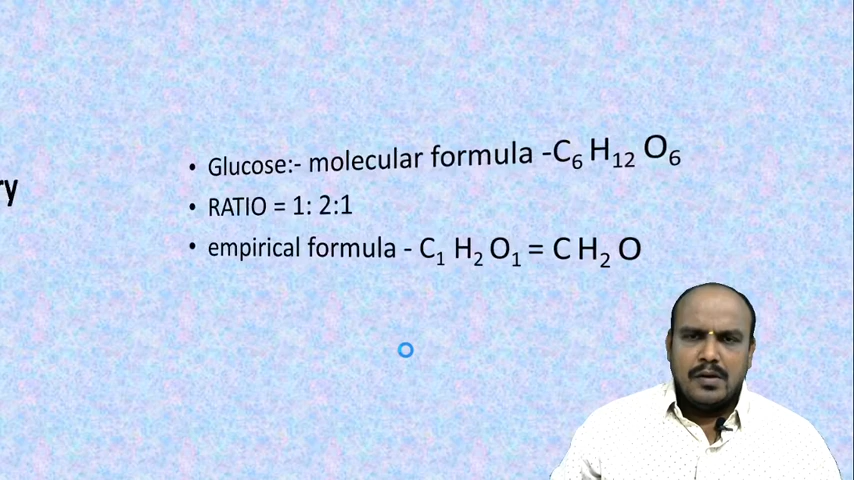 ry
• Glucose:- molecular formula -C₆ H₁₂ O₆
• RATIO = 1: 2:1
• empirical formula - C₁ H₂ O₁ = C H₂ O